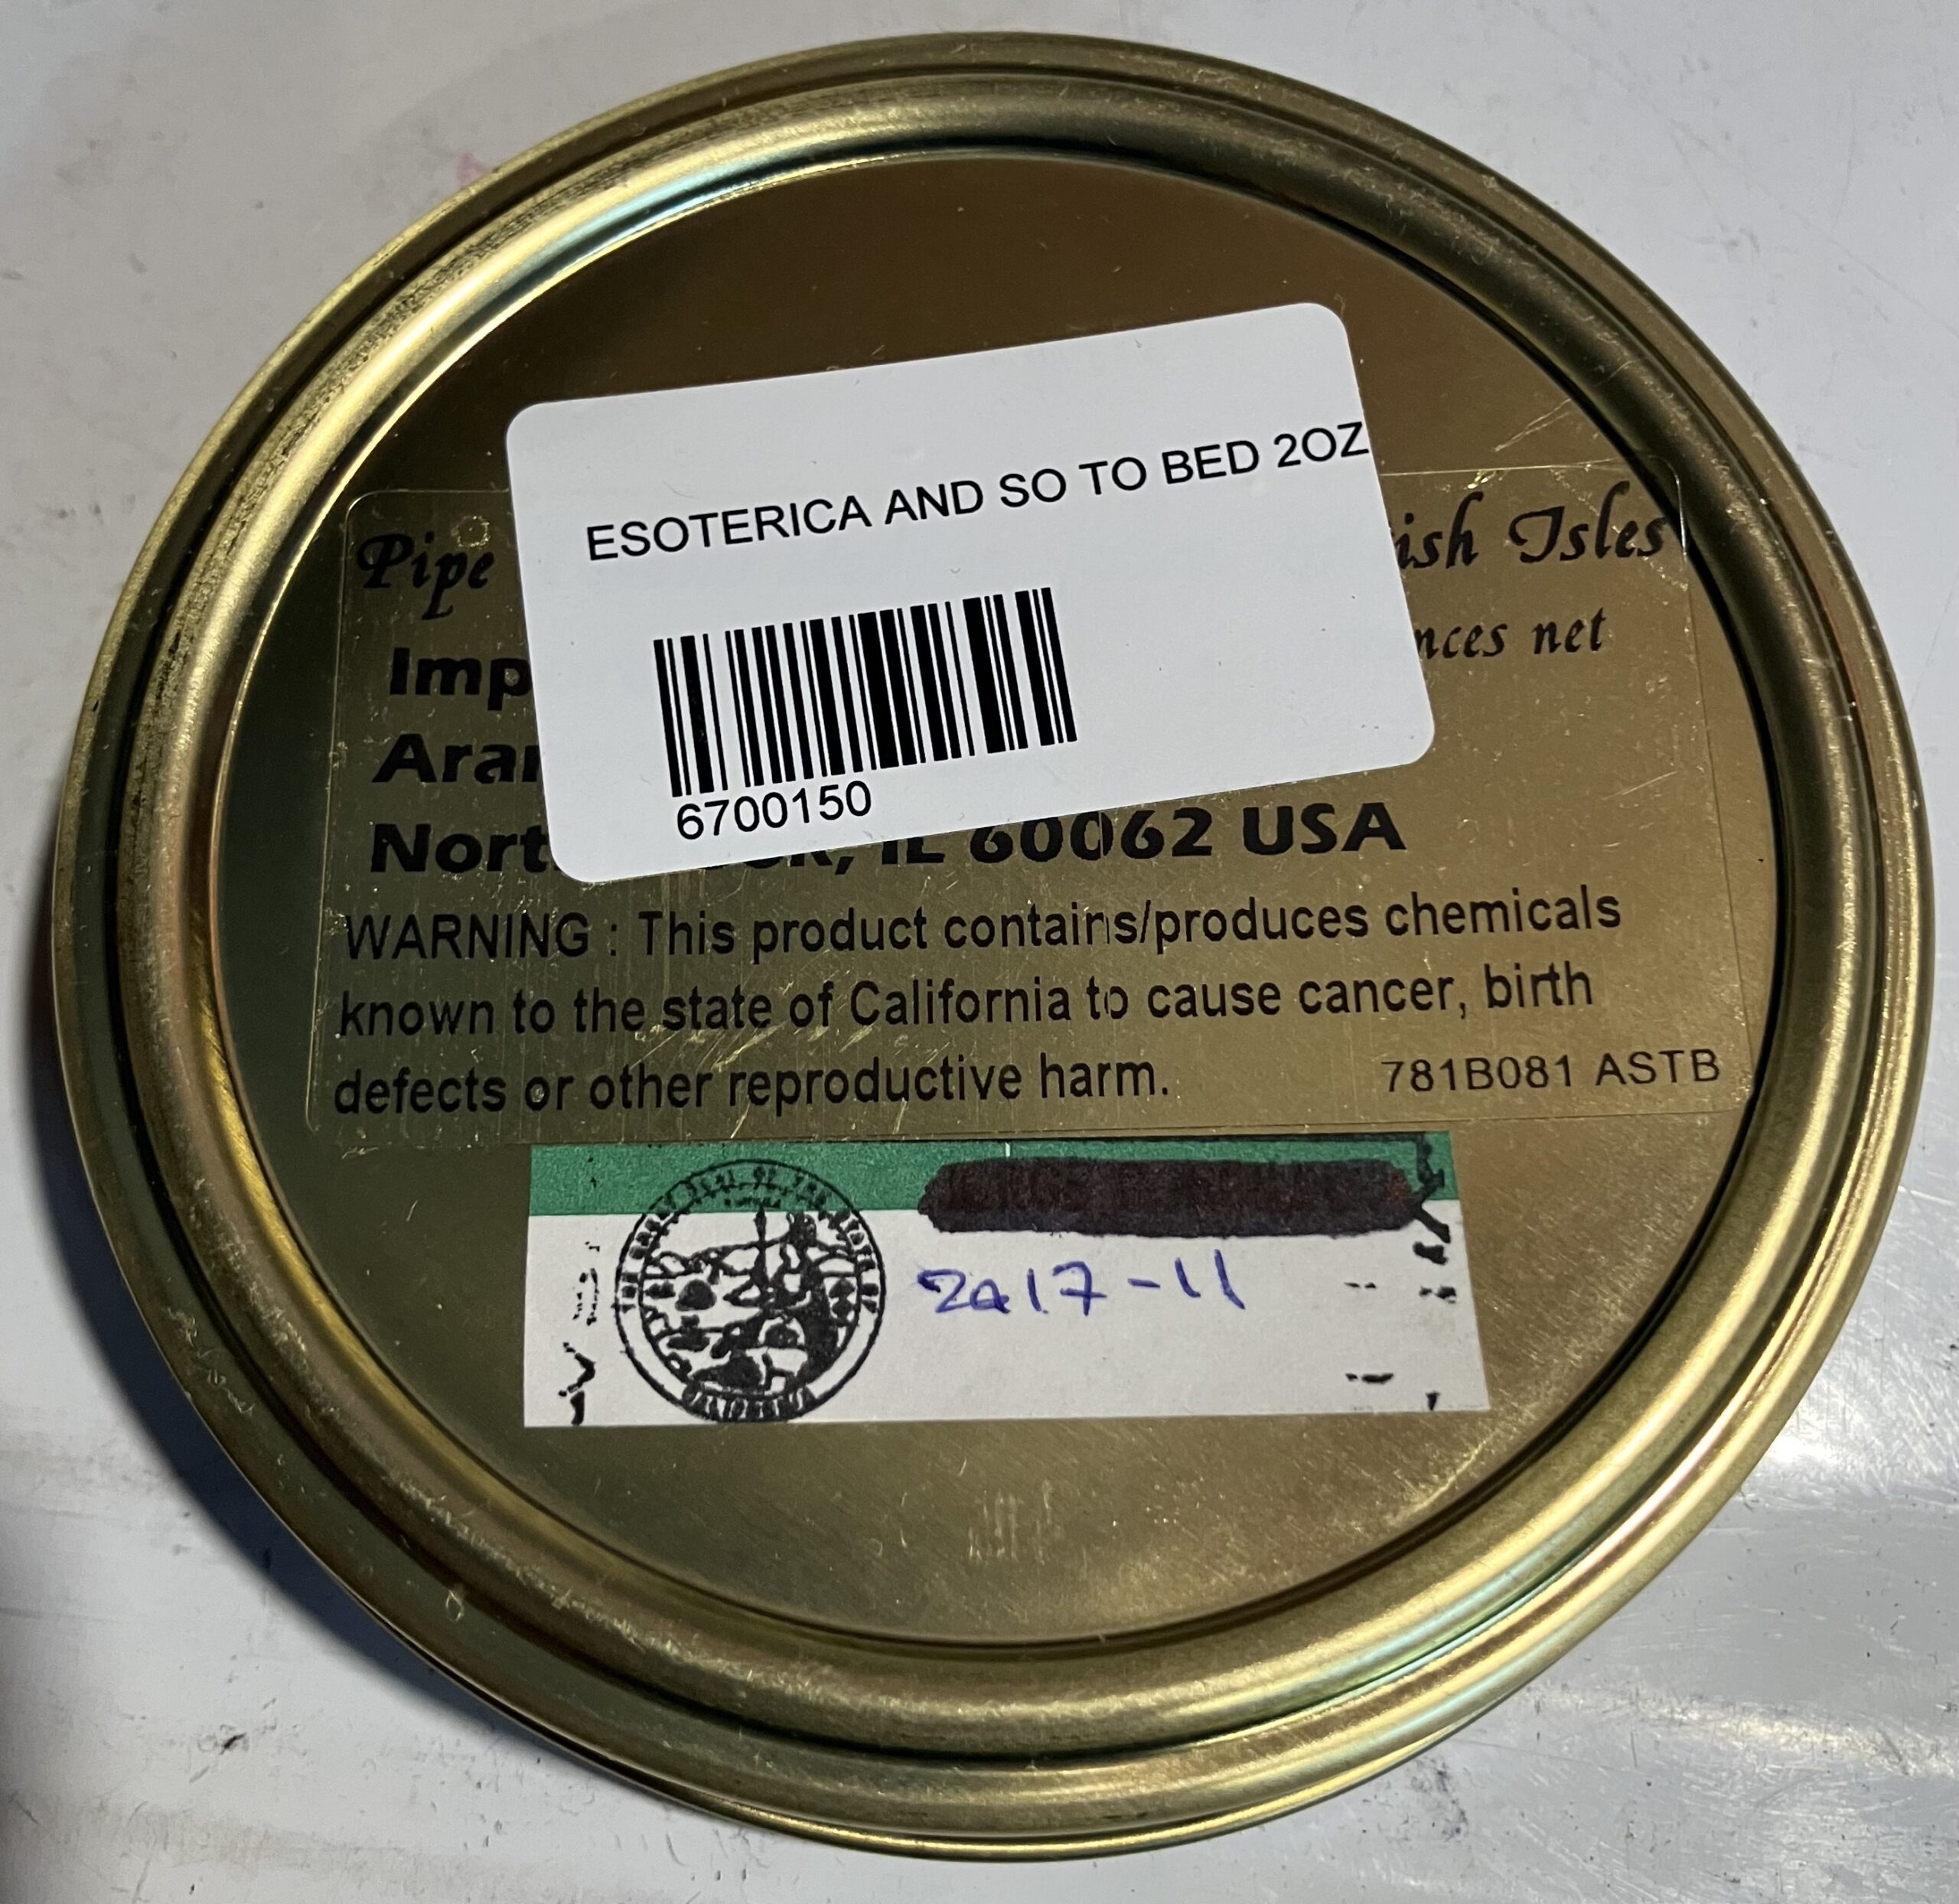 ESOTERICA AND SO TO BED 2OZ
6700150
Pipe ish Isles
nces net
Imp
Arar
Nort IL 60062 USA
WARNING : This product contains/produces chemicals
known to the state of California to cause cancer, birth
defects or other reproductive harm.
781B081 ASTB
2017-11
CALIFORNIA